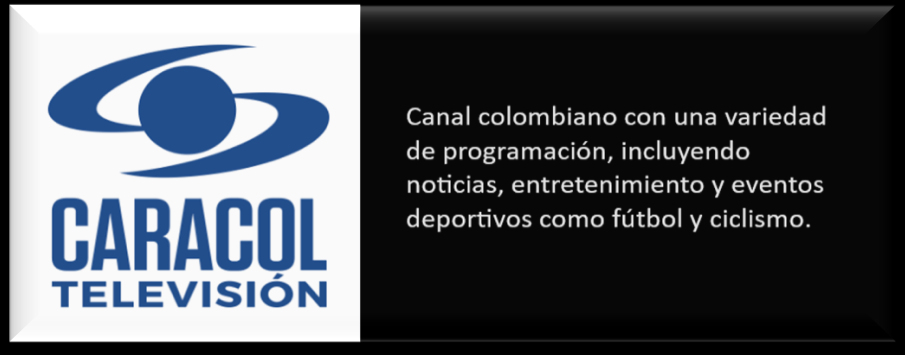 CARACOL
TELEVISIÓN
Canal colombiano con una variedad
de programación, incluyendo
noticias, entretenimiento y eventos
deportivos como fútbol y ciclismo.